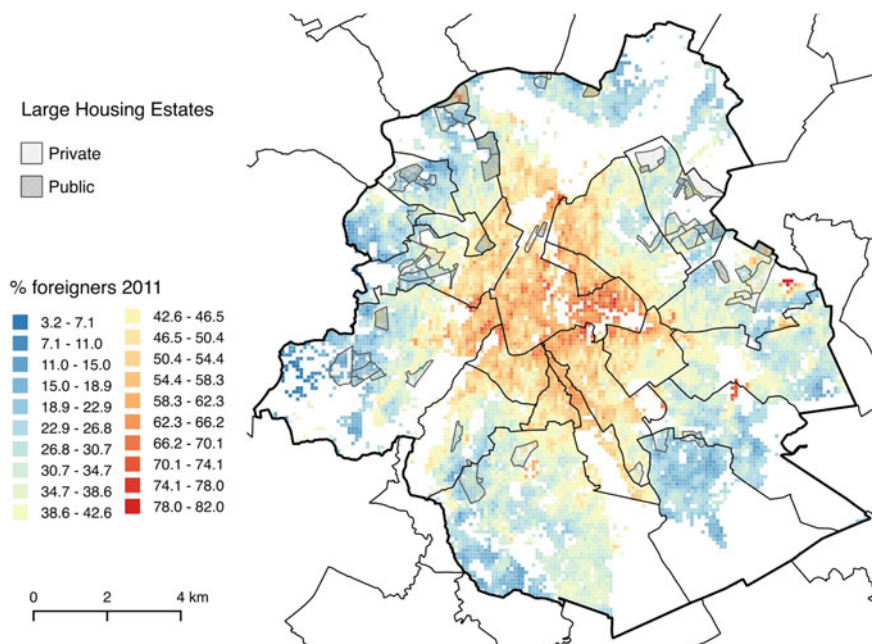 Large Housing Estates
Private
Public
% foreigners 2011
3.2 - 7.1
7.1 - 11.0
11.0 - 15.0
15.0 - 18.9
18.9 - 22.9
22.9 - 26.8
26.8 - 30.7
30.7 - 34.7
34.7 - 38.6
38.6 - 42.6
42.6 - 46.5
46.5 - 50.4
50.4 - 54.4
54.4 - 58.3
58.3 - 62.3
62.3 - 66.2
66.2 - 70.1
70.1 - 74.1
74.1 - 78.0
78.0 - 82.0
0 2 4 km